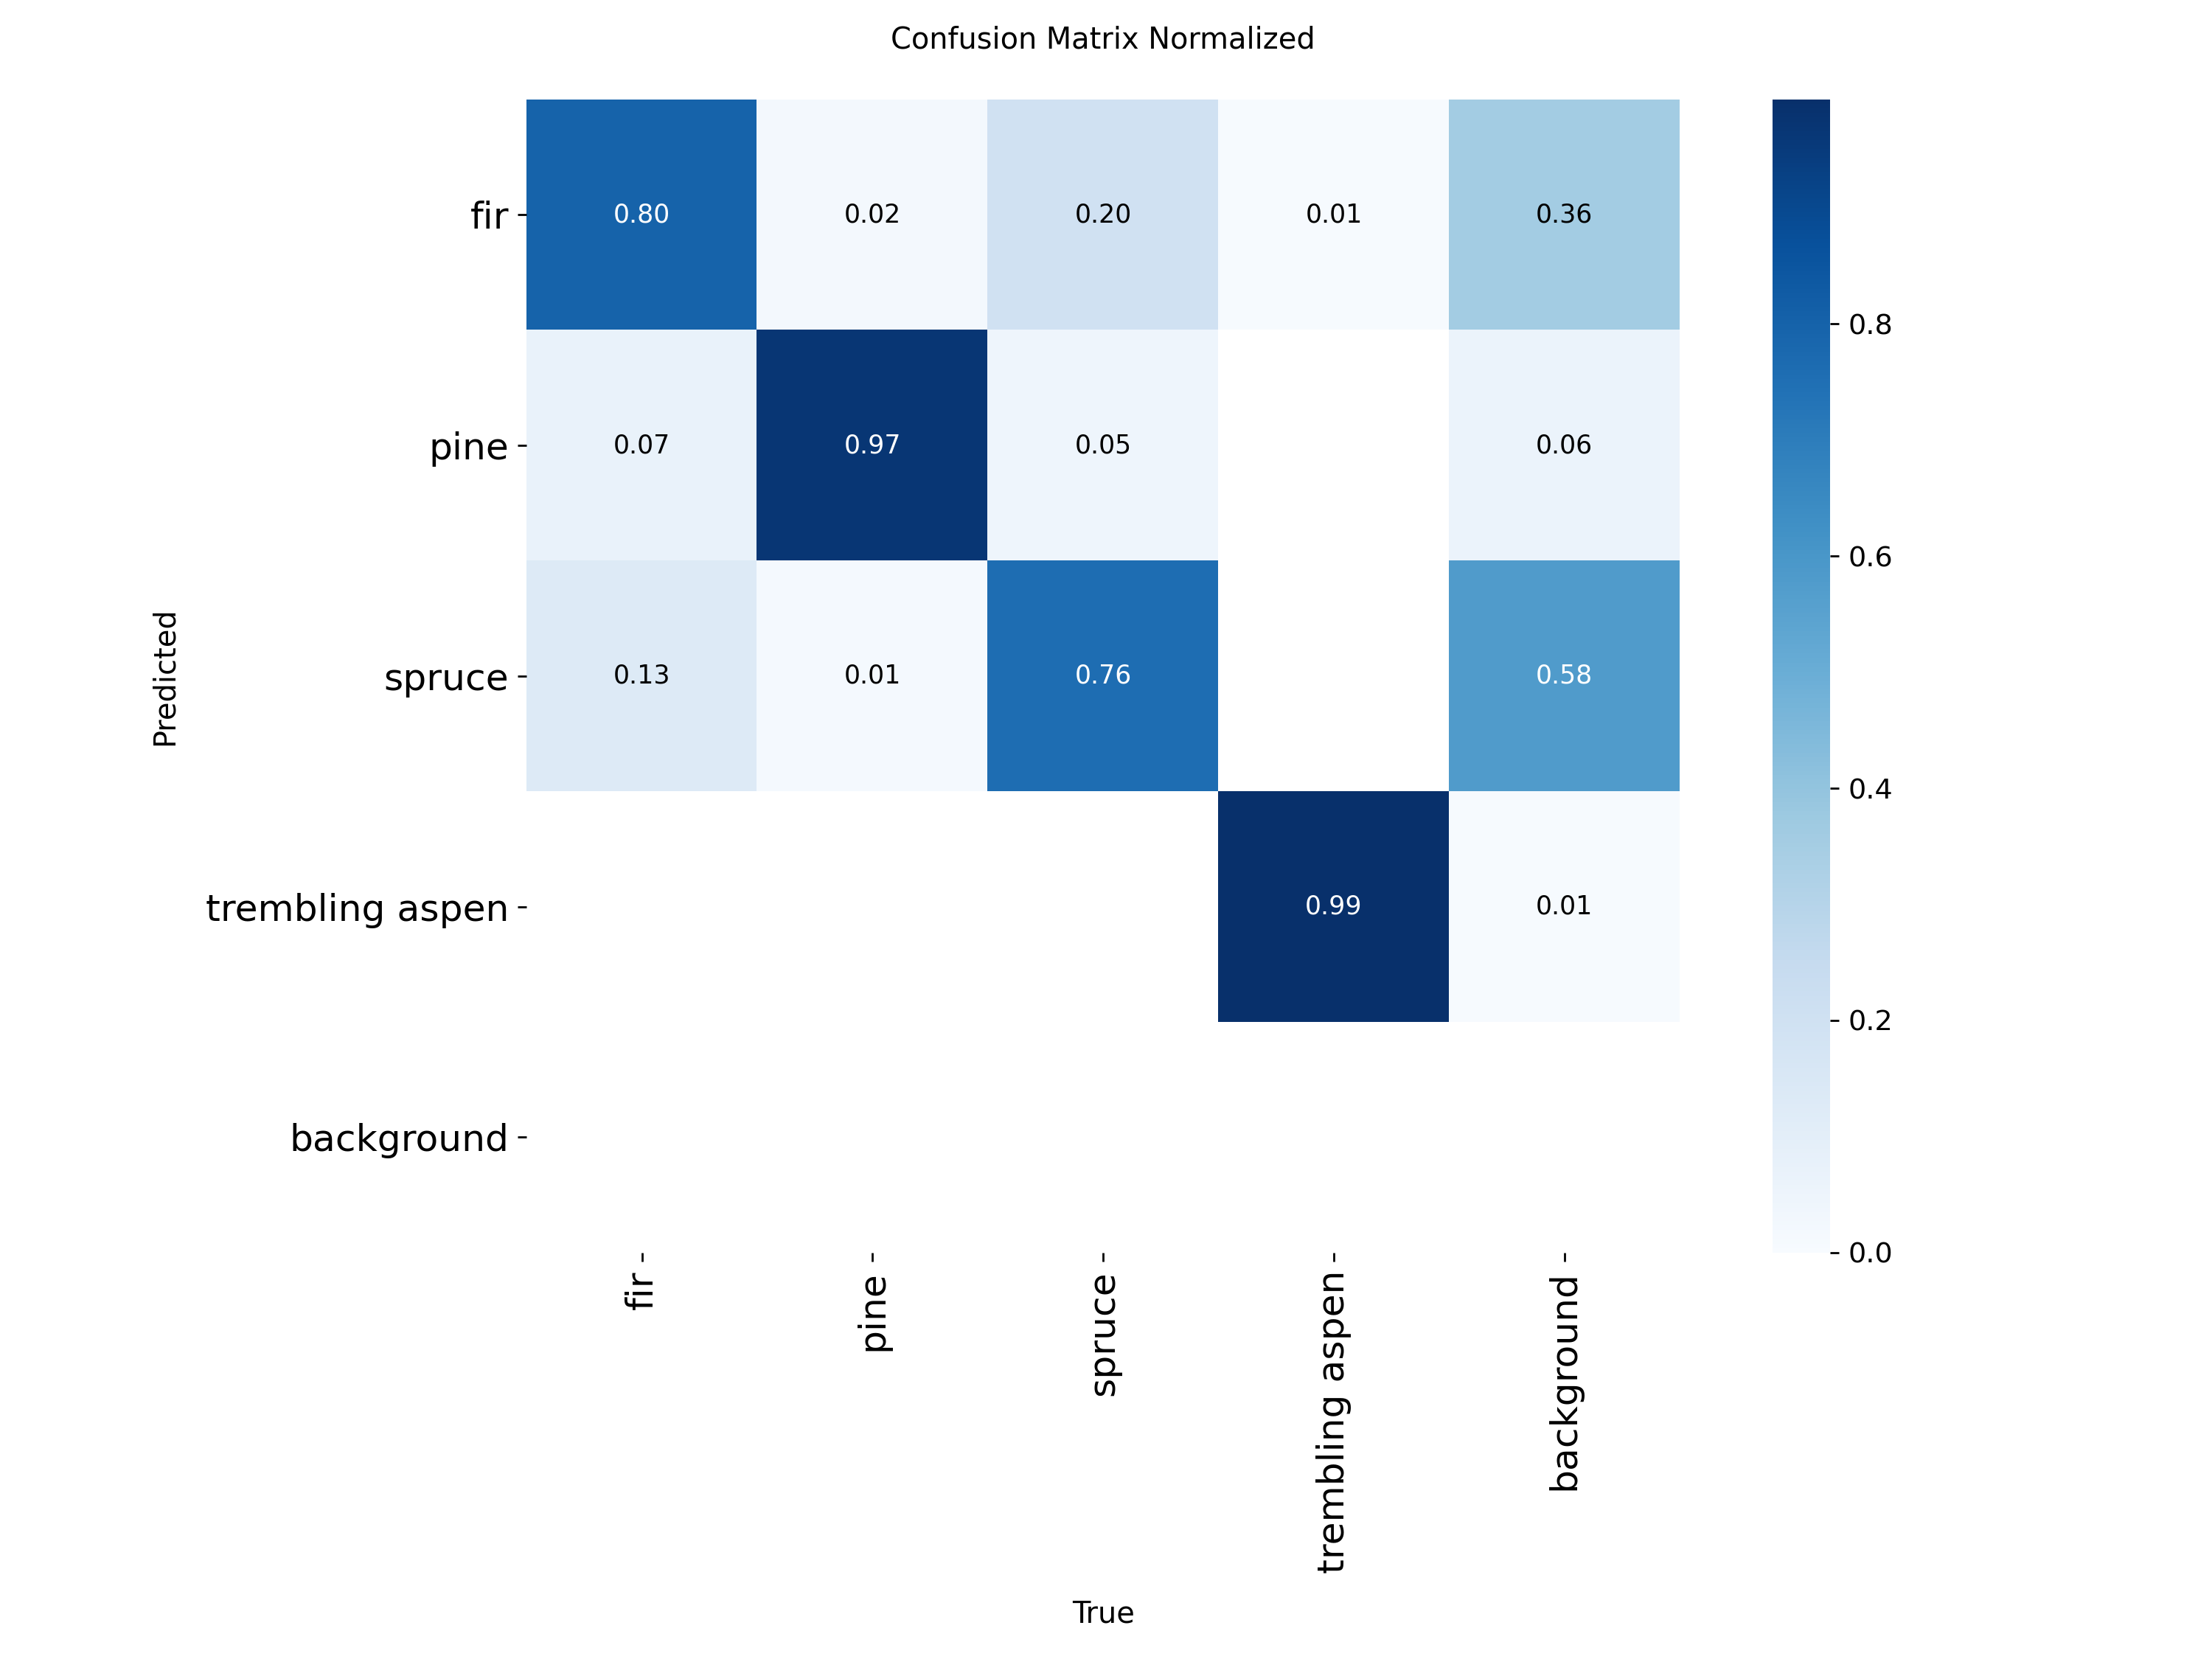 Confusion Matrix Normalized
fir
0.80
0.02
0.20
0.01
0.36
pine
0.07
0.97
0.05
0.06
spruce
0.13
0.01
0.76
0.58
trembling aspen
0.99
0.01
background
fir
pine
spruce
trembling aspen
background
Predicted
True
0.8
0.6
0.4
0.2
0.0